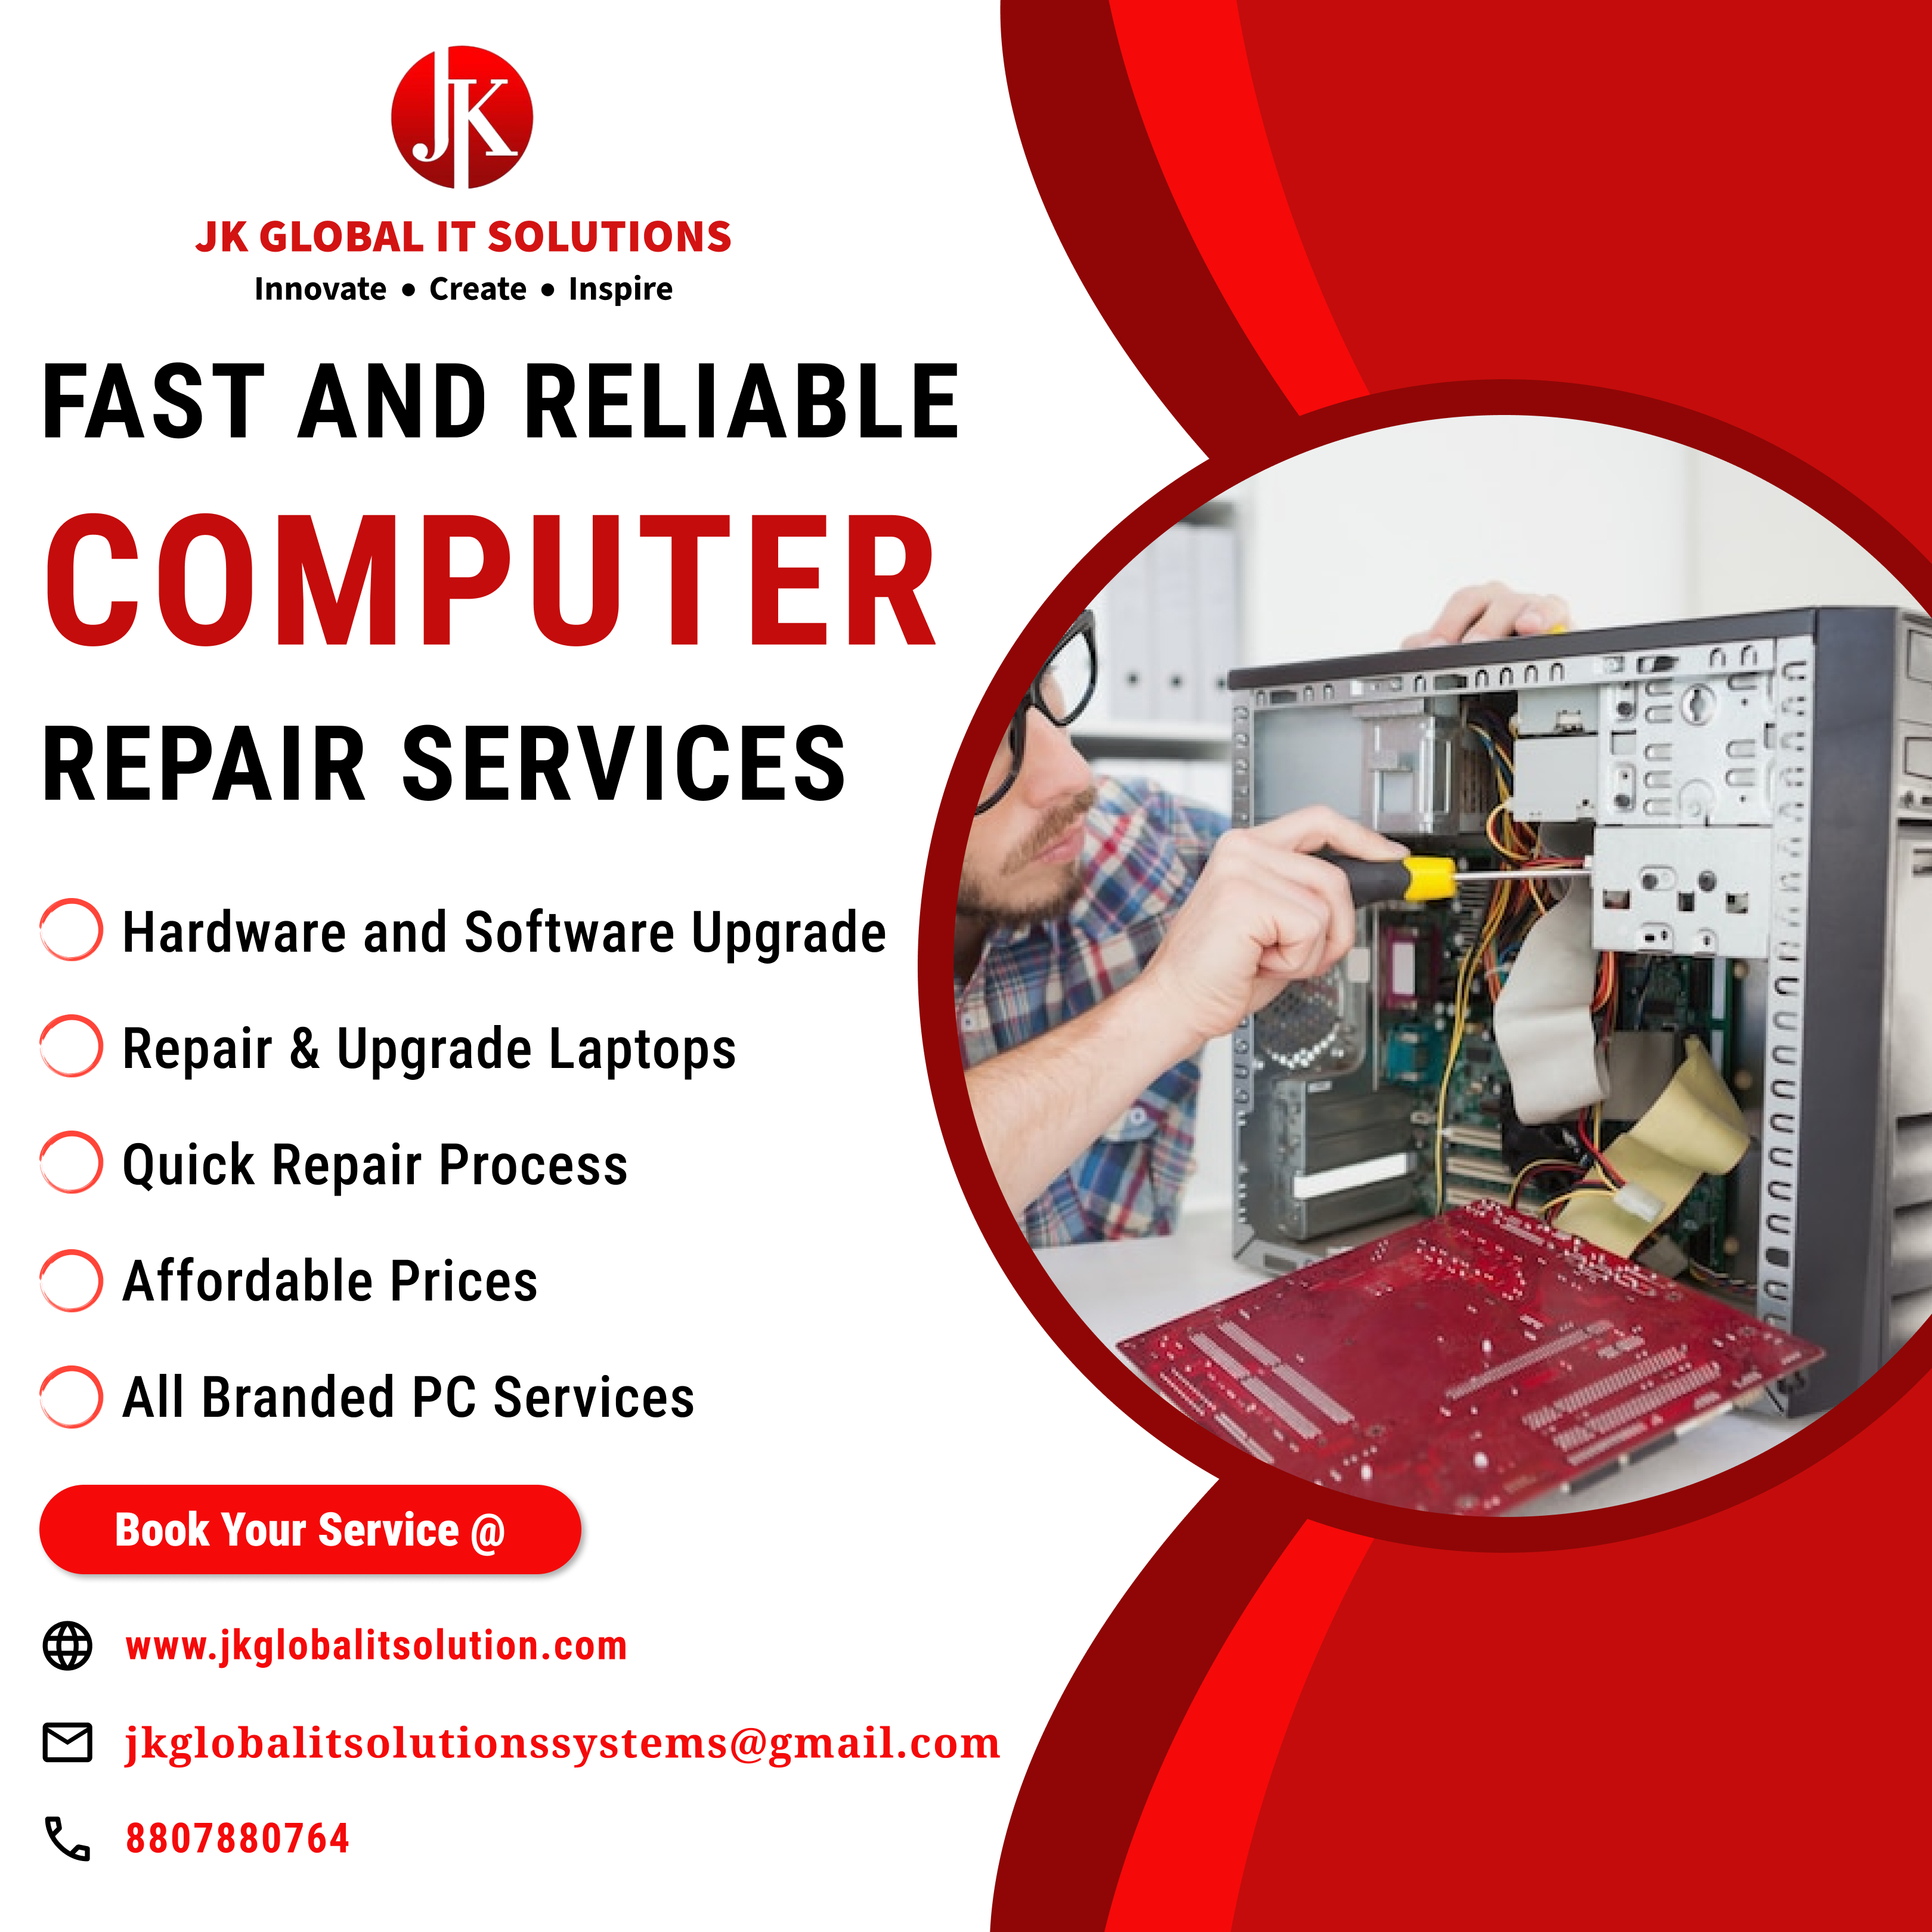 JK
JK GLOBAL IT SOLUTIONS
Innovate • Create • Inspire
FAST AND RELIABLE
COMPUTER
REPAIR SERVICES
Hardware and Software Upgrade
Repair & Upgrade Laptops
Quick Repair Process
Affordable Prices
All Branded PC Services
Book Your Service @
www.jkglobalitsolution.com
jkglobalitsolutionssystems@gmail.com
8807880764